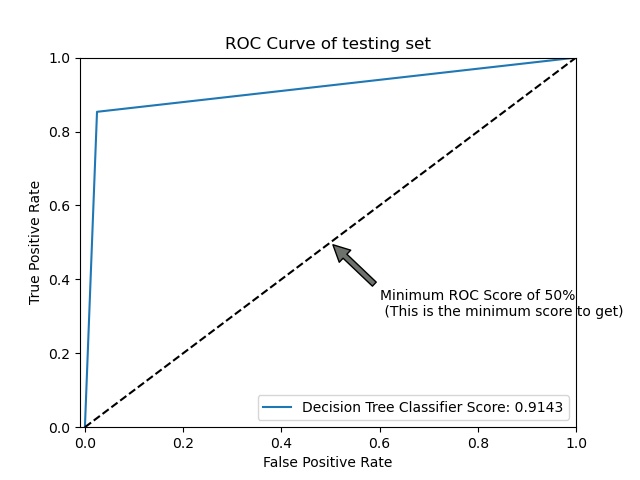 ROC Curve of testing set
True Positive Rate
1.0
0.8
0.6
0.4
0.2
0.0
Minimum ROC Score of 50%
(This is the minimum score to get)
Decision Tree Classifier Score: 0.9143
0.0 0.2 0.4 0.6 0.8 1.0
False Positive Rate